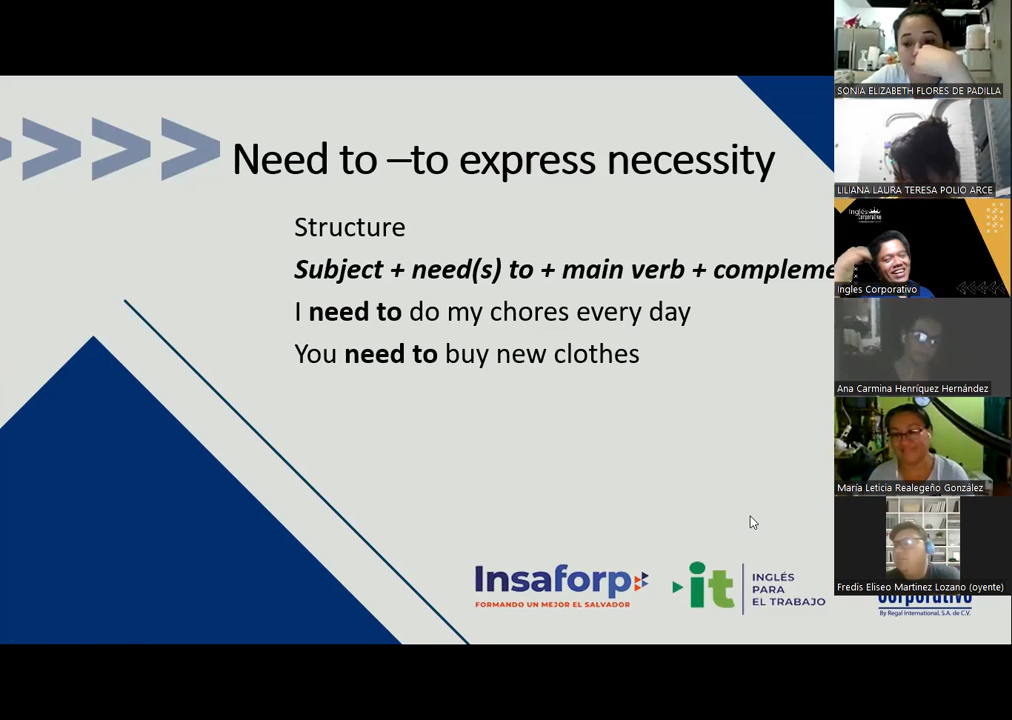 Need to –to express necessity
Structure
Subject + need(s) to + main verb + compleme
I need to do my chores every day
You need to buy new clothes
Insaforp
FORMANDO UN MEJOR EL SALVADOR
it
INGLÉS
PARA
EL TRABAJO
Corporativo
By Regal International, S.A. de C.V.
SONIA ELIZABETH FLORES DE PADILLA
LILIANA LAURA TERESA POLIO ARCE
Inglés
Corporativo
Ingles Corporativo
Ana Carmina Henríquez Hernández
María Leticia Realegeño González
Fredis Eliseo Martinez Lozano (oyente)